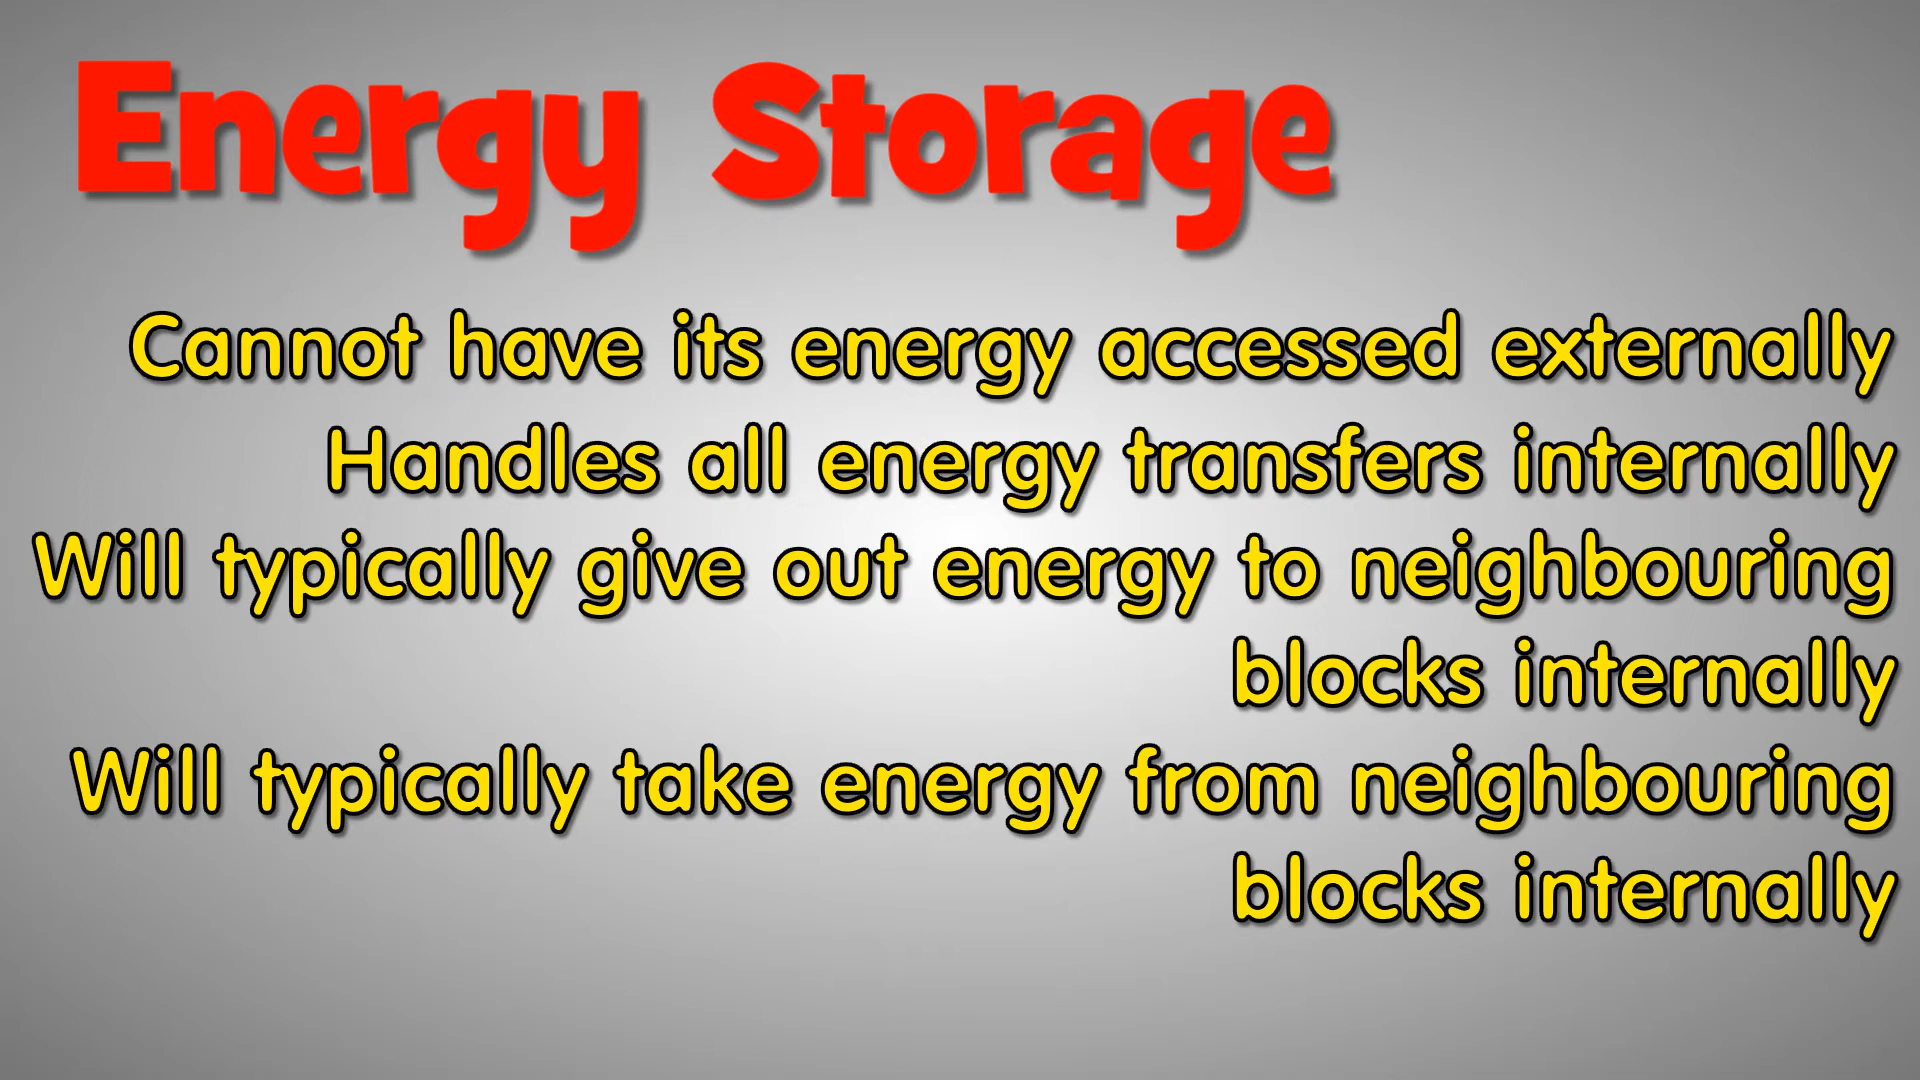 Energy Storage
Cannot have its energy accessed externally
Handles all energy transfers internally
Will typically give out energy to neighbouring
blocks internally
Will typically take energy from neighbouring
blocks internally